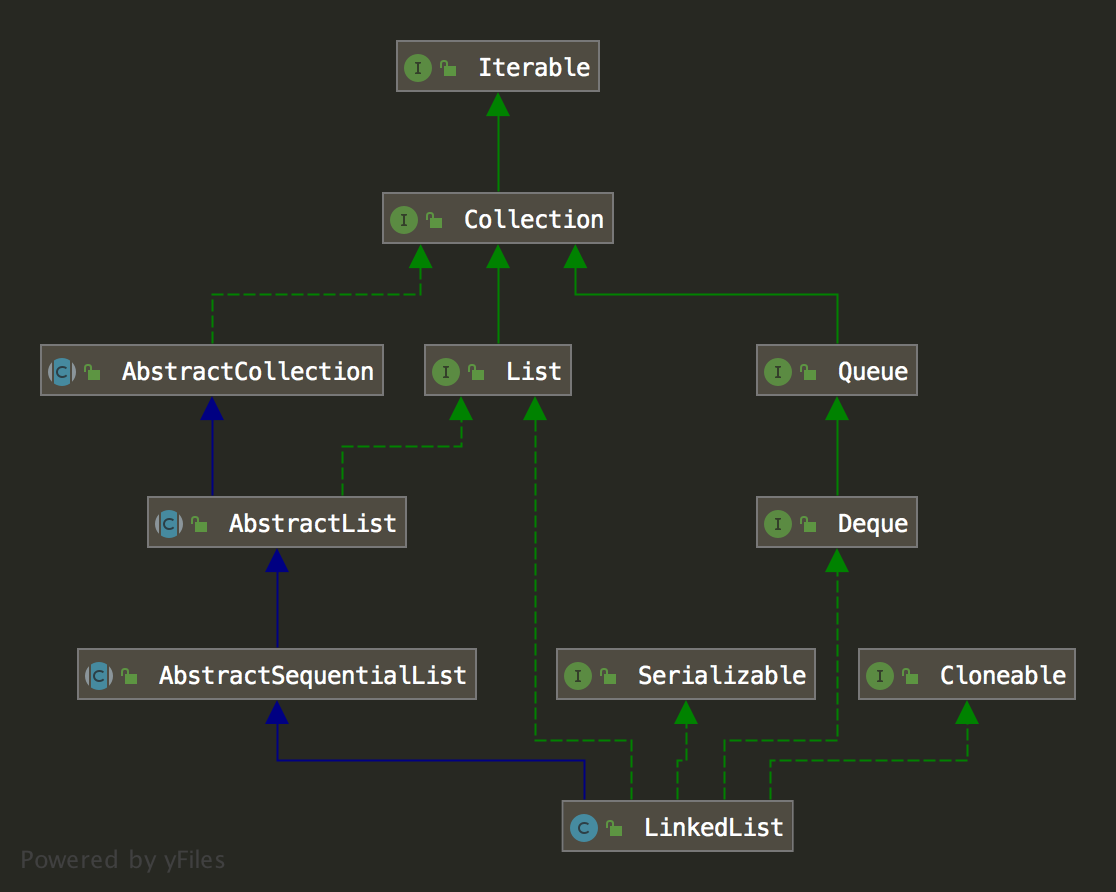 I Iterable
I Collection
C AbstractCollection
I List
I Queue
C AbstractList
I Deque
C AbstractSequentialList
I Serializable
I Cloneable
C LinkedList
Powered by yFiles